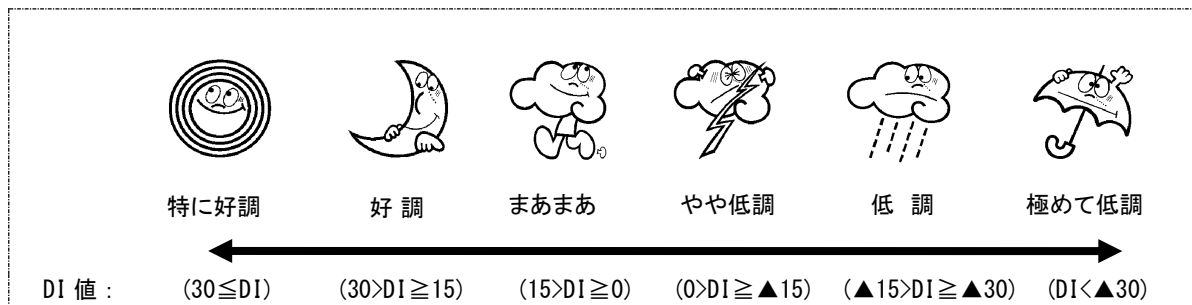 特に好調 好 調 まあまあ やや低調 低 調 極めて低調
DI 値 : (30≦DI) (30>DI≧15) (15>DI≧0) (0>DI≧▲15) (▲15>DI≧▲30) (DI<▲30)